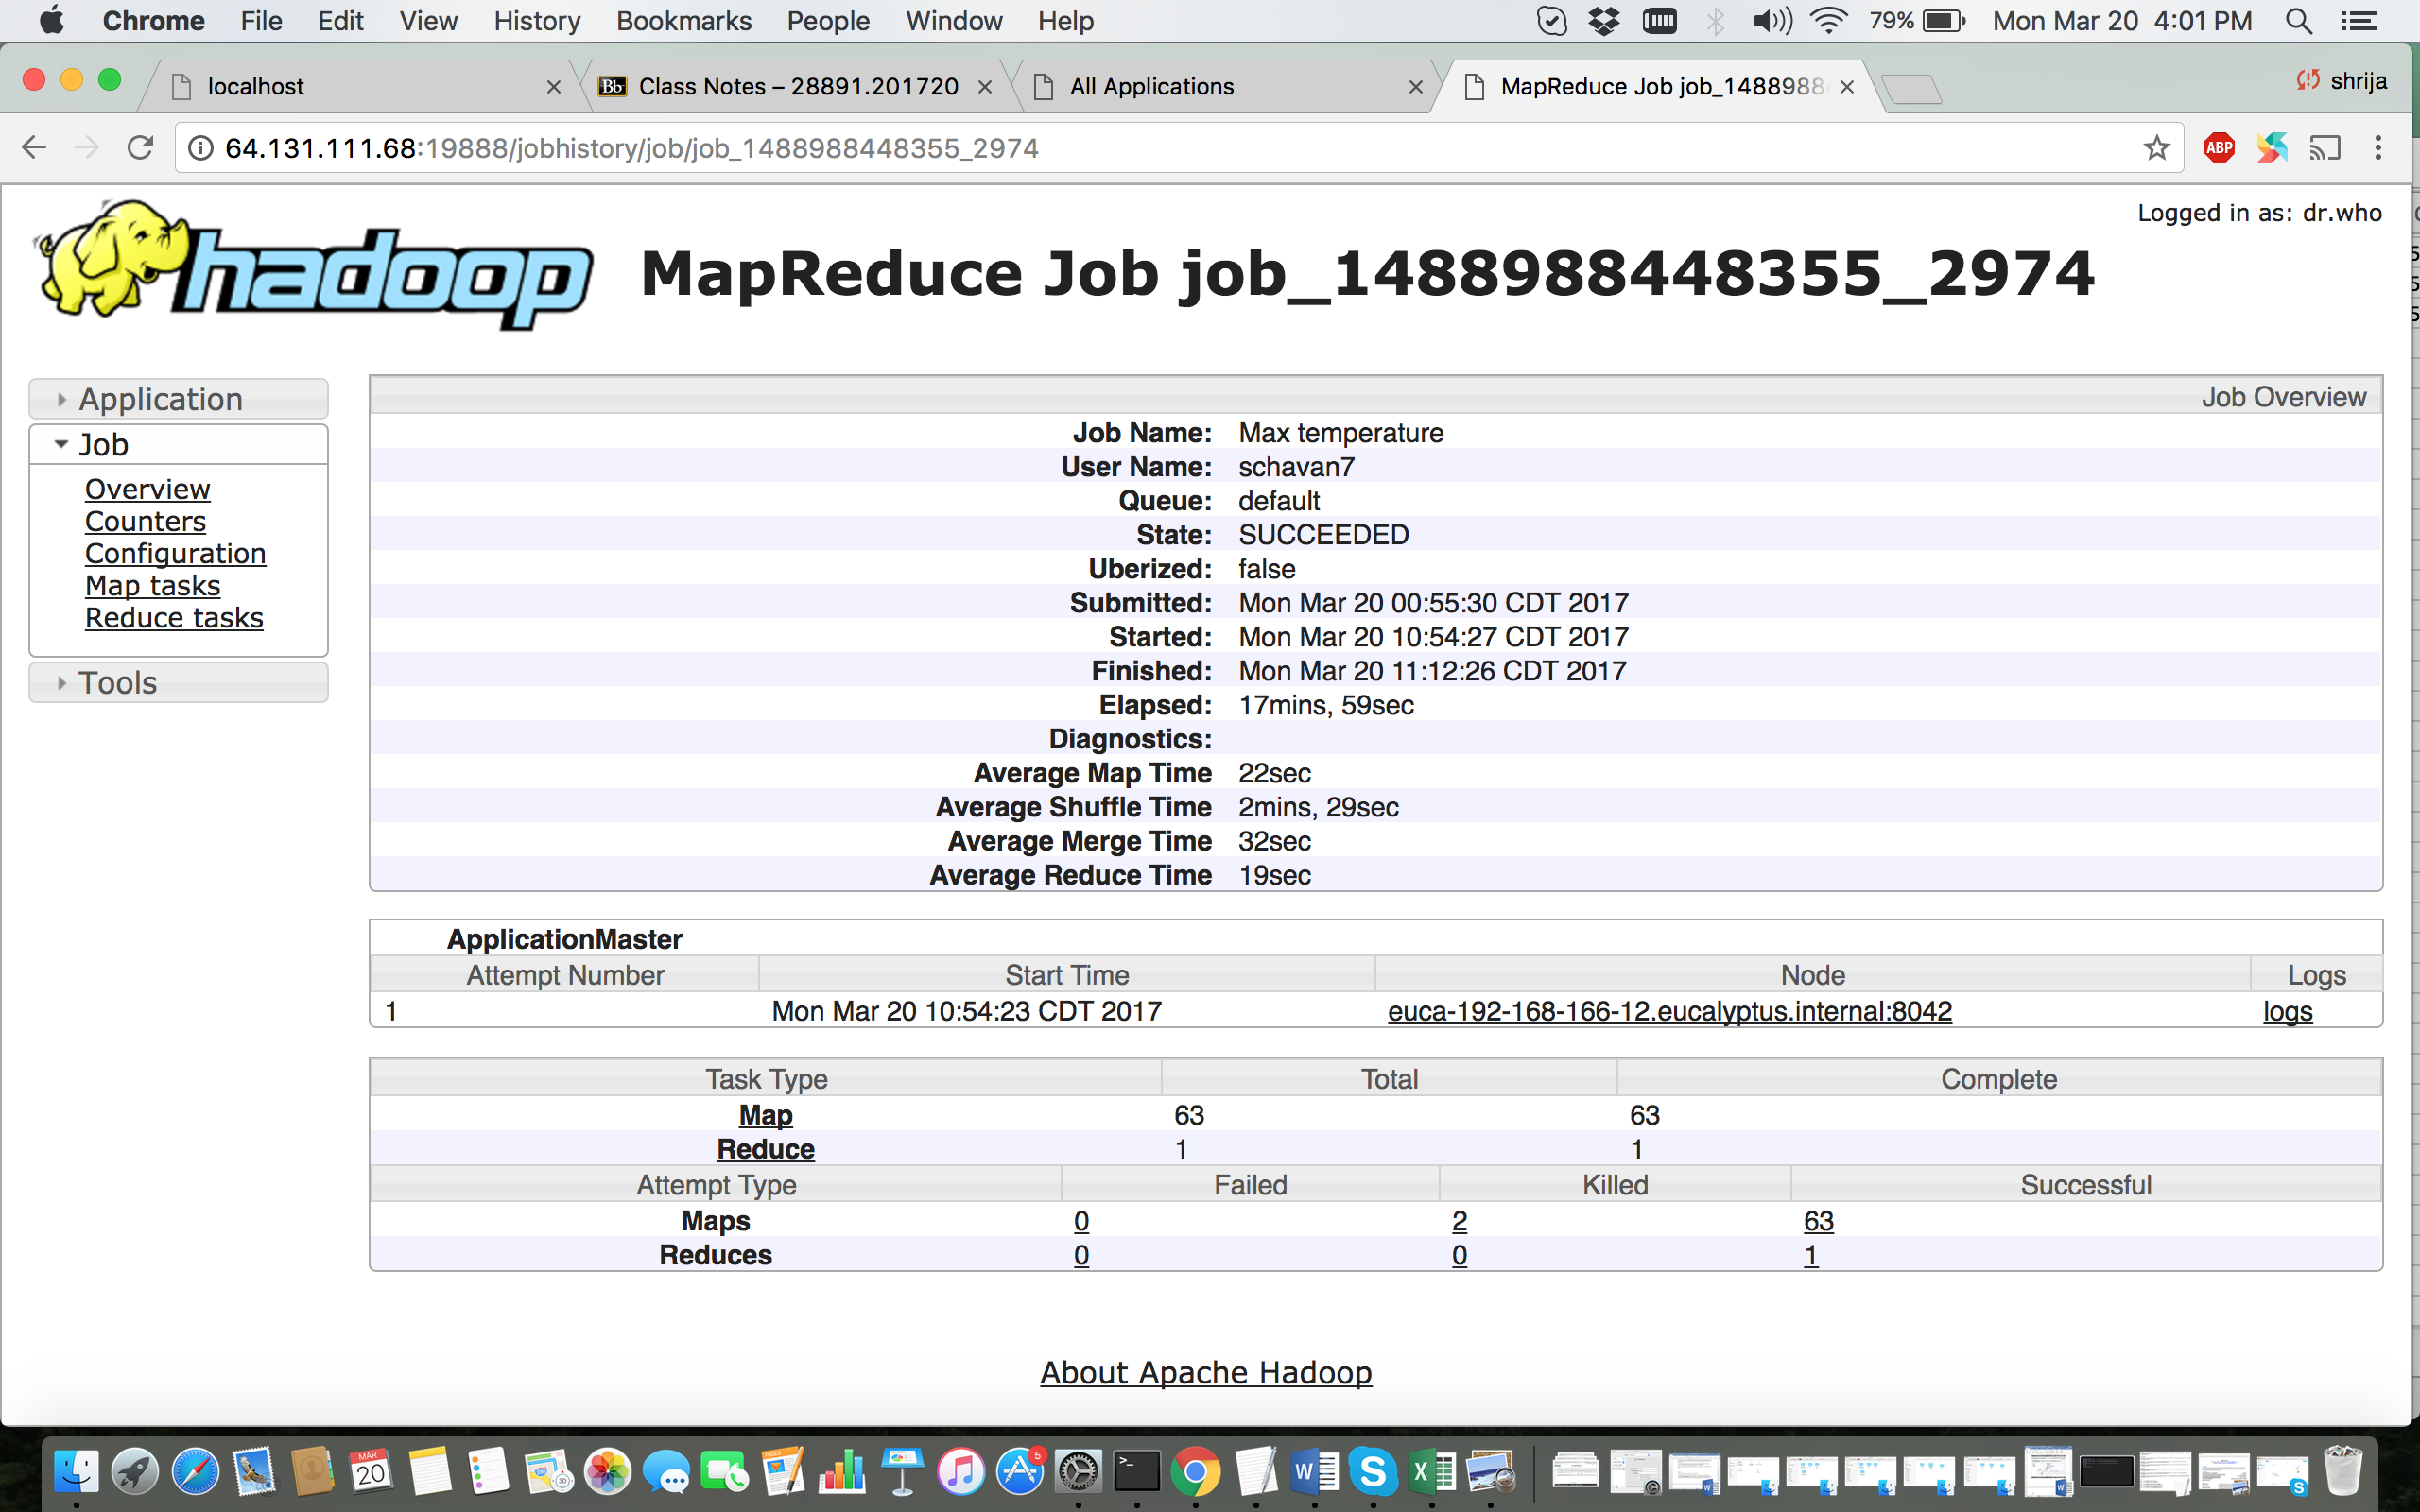 Chrome File Edit View History Bookmarks People Window Help 79% Mon Mar 20 4:01 PM
localhost Class Notes – 28891.201720 All Applications MapReduce Job job_1488988 shrija
64.131.111.68:19888/jobhistory/job/job_1488988448355_2974 ABP
Logged in as: dr.who
hadoop MapReduce Job job_1488988448355_2974
Application
Job
Overview
Counters
Configuration
Map tasks
Reduce tasks
Tools
Job Overview
Job Name: Max temperature
User Name: schavan7
Queue: default
State: SUCCEEDED
Uberized: false
Submitted: Mon Mar 20 00:55:30 CDT 2017
Started: Mon Mar 20 10:54:27 CDT 2017
Finished: Mon Mar 20 11:12:26 CDT 2017
Elapsed: 17mins, 59sec
Diagnostics:
Average Map Time 22sec
Average Shuffle Time 2mins, 29sec
Average Merge Time 32sec
Average Reduce Time 19sec
ApplicationMaster
Attempt Number Start Time Node Logs
1 Mon Mar 20 10:54:23 CDT 2017 euca-192-168-166-12.eucalyptus.internal:8042 logs
Task Type Total Complete
Map 63 63
Reduce 1 1
Attempt Type Failed Killed Successful
Maps 0 2 63
Reduces 0 0 1
About Apache Hadoop
MAR
20
5